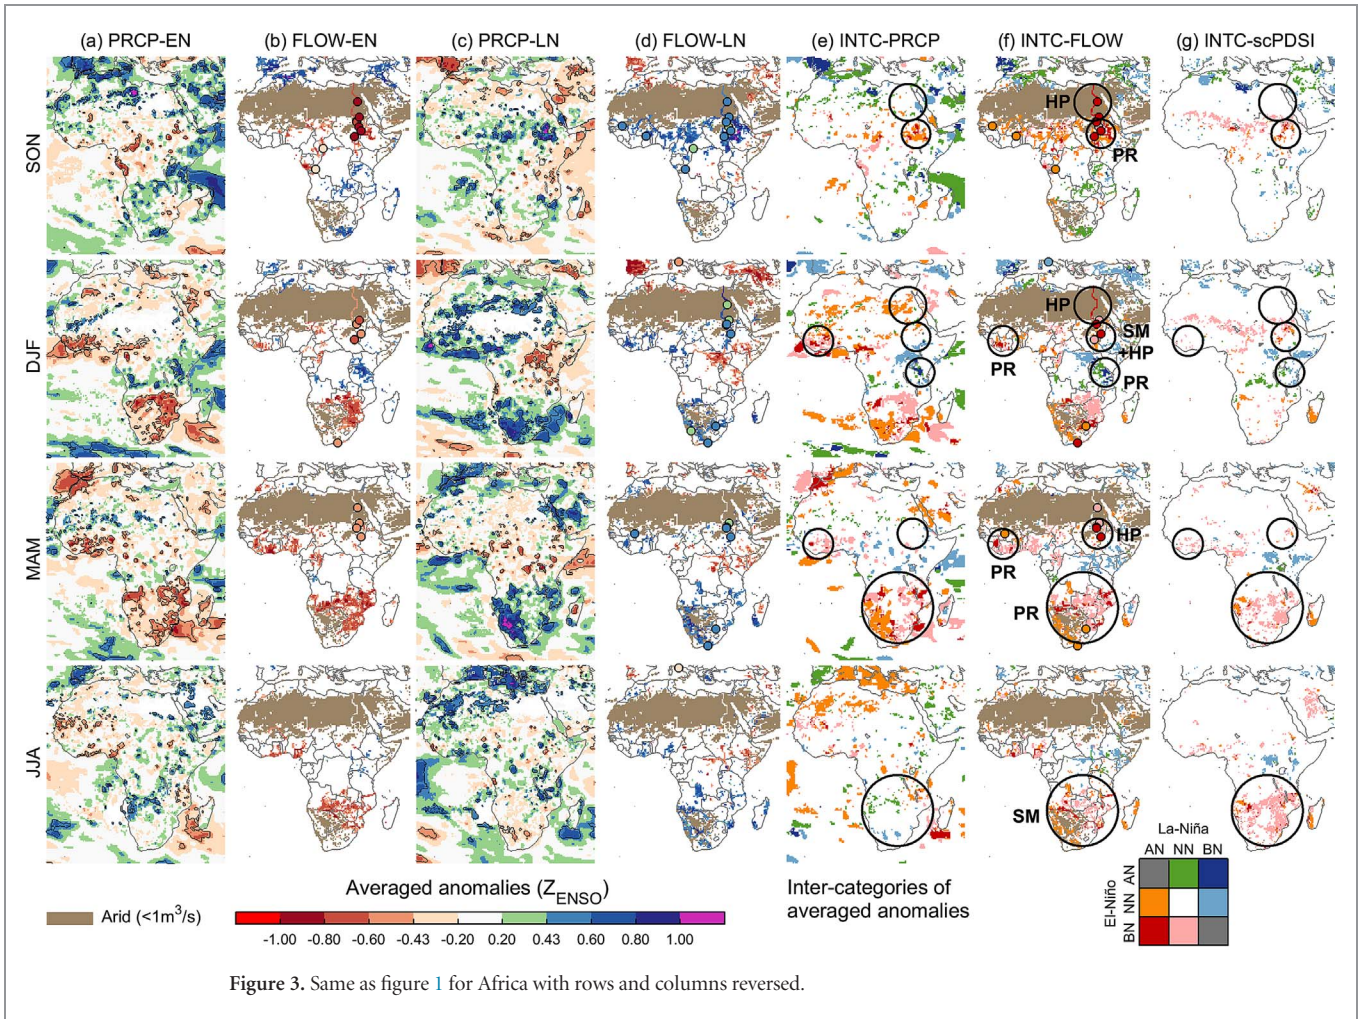 (a) PRCP-EN (b) FLOW-EN (c) PRCP-LN (d) FLOW-LN (e) INTC-PRCP (f) INTC-FLOW (g) INTC-scPDSI
SON
HP
PR
DJF
HP
SM
+HP
PR
PR
MAM
HP
PR
PR
JJA
SM
La-Niña
AN NN BN
El-Niño
AN
NN
BN
Arid (<1m³/s)
Averaged anomalies (Z_ENSO)
-1.00 -0.80 -0.60 -0.43 -0.20 0.20 0.43 0.60 0.80 1.00
Inter-categories of
averaged anomalies
Figure 3. Same as figure 1 for Africa with rows and columns reversed.